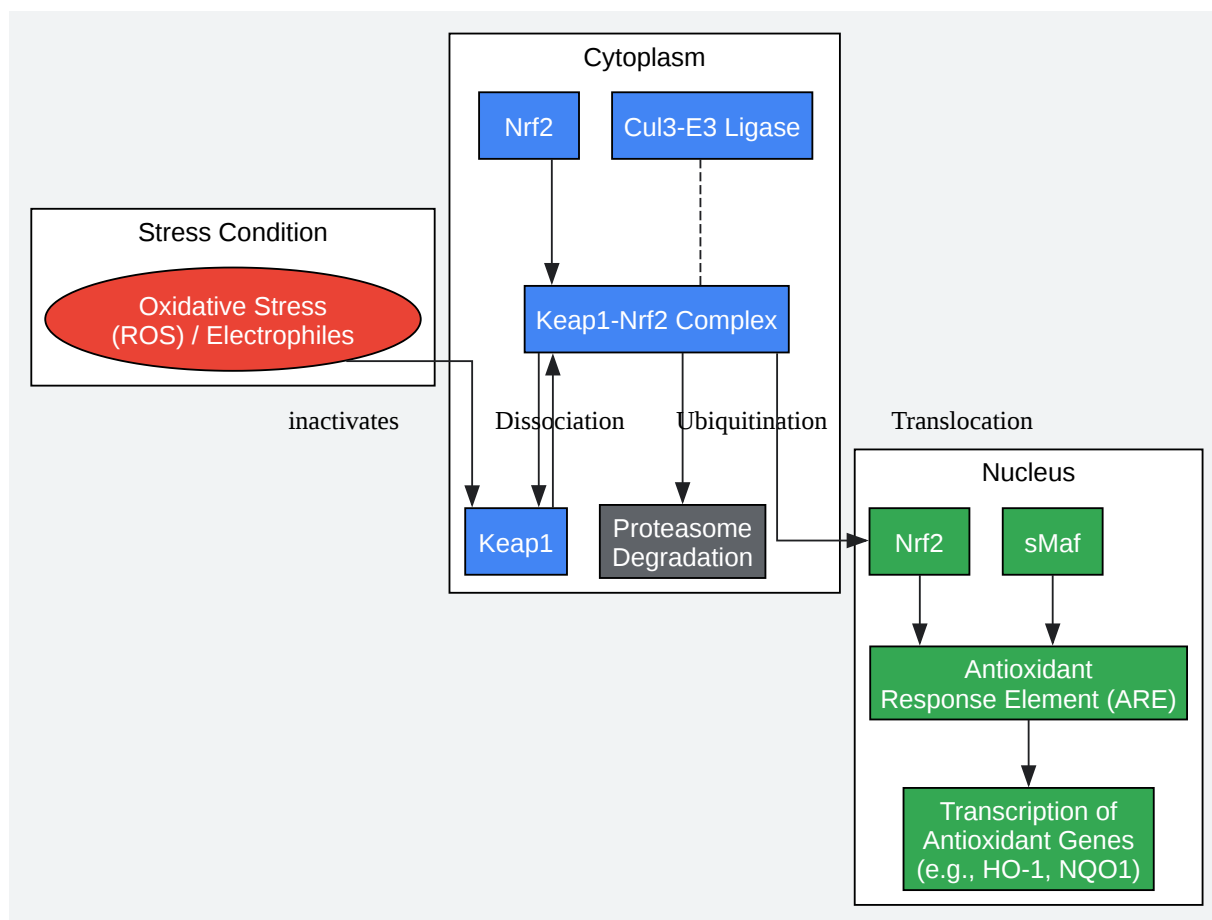 Cytoplasm
Nrf2
Cul3-E3 Ligase
Stress Condition
Oxidative Stress
(ROS) / Electrophiles
Keap1-Nrf2 Complex
inactivates
Dissociation
Ubiquitination
Translocation
Nucleus
Keap1
Proteasome
Degradation
Nrf2
sMaf
Antioxidant
Response Element (ARE)
Transcription of
Antioxidant Genes
(e.g., HO-1, NQO1)